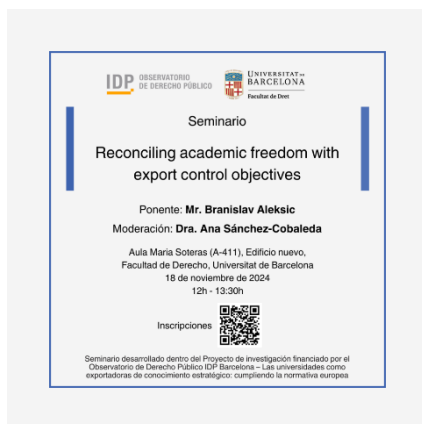 IDP OBSERVATORIO
DE DERECHO PÚBLICO
UNIVERSITAT DE
BARCELONA
Facultat de Dret
Seminario
Reconciling academic freedom with
export control objectives
Ponente: Mr. Branislav Aleksic
Moderación: Dra. Ana Sánchez-Cobaleda
Aula Maria Soteras (A-411), Edificio nuevo,
Facultad de Derecho, Universitat de Barcelona
18 de noviembre de 2024
12h - 13:30h
Inscripciones
Seminario desarrollado dentro del Proyecto de investigación financiado por el
Observatorio de Derecho Público IDP Barcelona – Las universidades como
exportadoras de conocimiento estratégico: cumpliendo la normativa europea